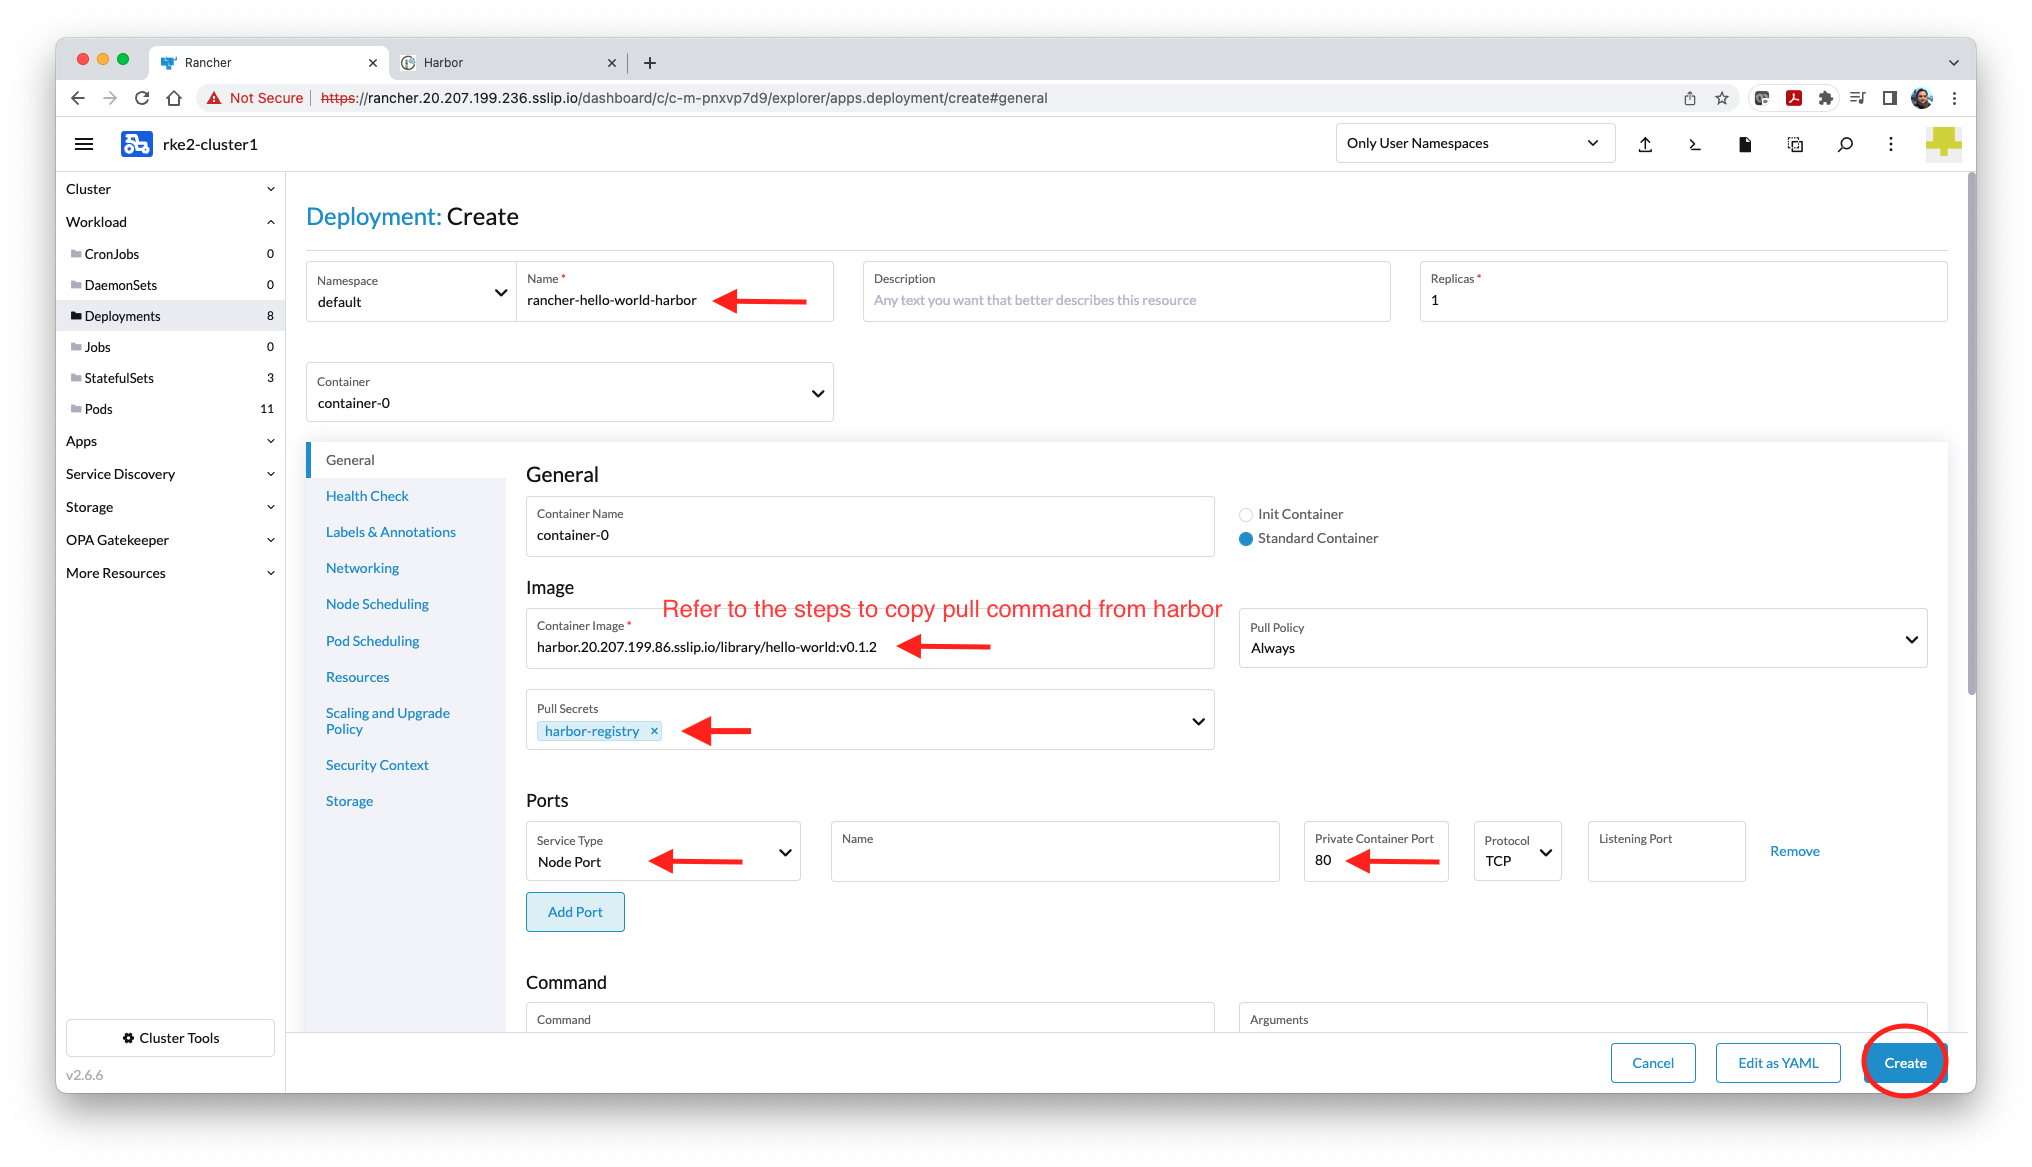 Rancher
Harbor
Not Secure
https://rancher.20.207.199.236.sslip.io/dashboard/c/c-m-pnxvp7d9/explorer/apps.deployment/create#general
rke2-cluster1
Only User Namespaces
Cluster
Workload
CronJobs 0
DaemonSets 0
Deployments 8
Jobs 0
StatefulSets 3
Pods 11
Apps
Service Discovery
Storage
OPA Gatekeeper
More Resources
Cluster Tools
v2.6.6
Deployment: Create
Namespace
default
Name *
rancher-hello-world-harbor
Description
Any text you want that better describes this resource
Replicas *
1
Container
container-0
General
Health Check
Labels & Annotations
Networking
Node Scheduling
Pod Scheduling
Resources
Scaling and Upgrade
Policy
Security Context
Storage
General
Container Name
container-0
Init Container
Standard Container
Image
Refer to the steps to copy pull command from harbor
Container Image *
harbor.20.207.199.86.sslip.io/library/hello-world:v0.1.2
Pull Policy
Always
Pull Secrets
harbor-registry ×
Ports
Service Type
Node Port
Name
Private Container Port
80
Protocol
TCP
Listening Port
Remove
Add Port
Command
Command
Arguments
Cancel
Edit as YAML
Create